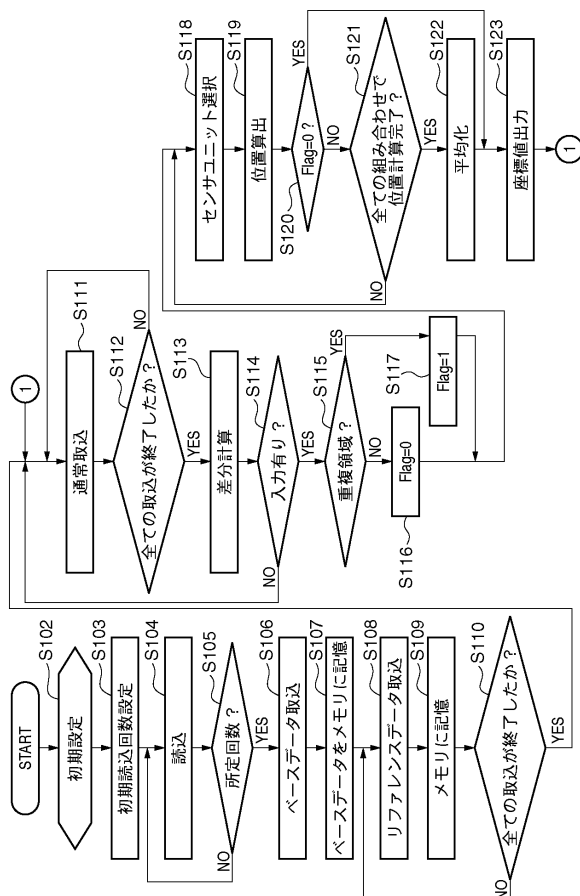 START
S102
初期設定
S103
初期読込回数設定
S104
読込
S105
所定回数？
NO
YES
S106
ベースデータ取込
S107
ベースデータをメモリに記憶
S108
リファレンスデータ取込
S109
メモリに記憶
S110
全ての取込が終了したか？
NO
YES
1
S111
通常取込
S112
全ての取込が終了したか？
NO
YES
S113
差分計算
S114
入力有り？
NO
YES
S115
重複領域？
YES
NO
S116
Flag=0
S117
Flag=1
S118
センサユニット選択
S119
位置算出
S120
Flag=0 ?
YES
NO
S121
全ての組み合わせで
位置計算完了？
NO
YES
S122
平均化
S123
座標値出力
1